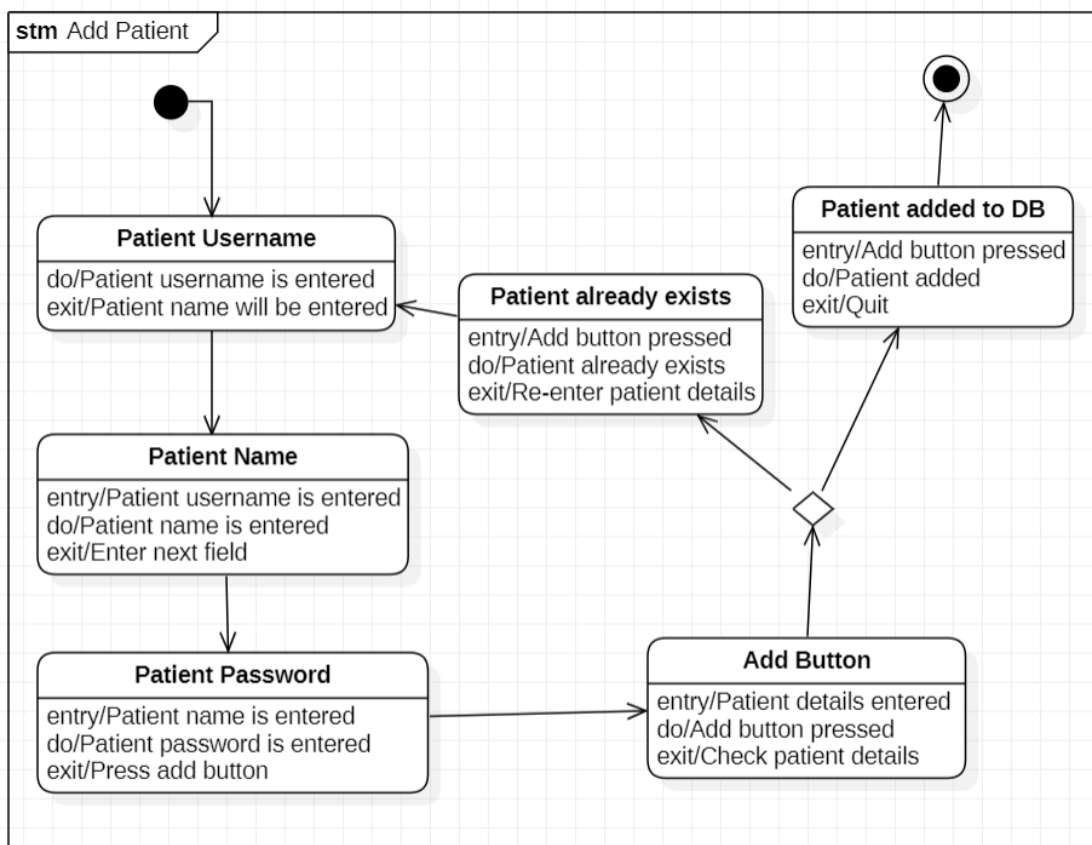 stm Add Patient
Patient Username
do/Patient username is entered
exit/Patient name will be entered
Patient Name
entry/Patient username is entered
do/Patient name is entered
exit/Enter next field
Patient Password
entry/Patient name is entered
do/Patient password is entered
exit/Press add button
Add Button
entry/Patient details entered
do/Add button pressed
exit/Check patient details
Patient already exists
entry/Add button pressed
do/Patient already exists
exit/Re-enter patient details
Patient added to DB
entry/Add button pressed
do/Patient added
exit/Quit